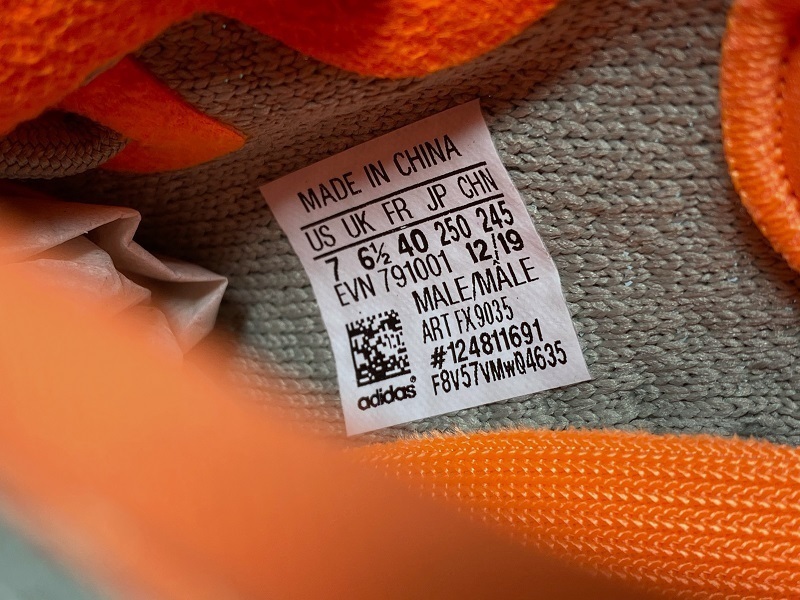 MADE IN CHINA
US UK FR JP CHN
7 6½ 40 250 245
EVN 791001 12/19
MALE/MÂLE
ART FX9035
#124811691
F8V57VMwQ4635
adidas®